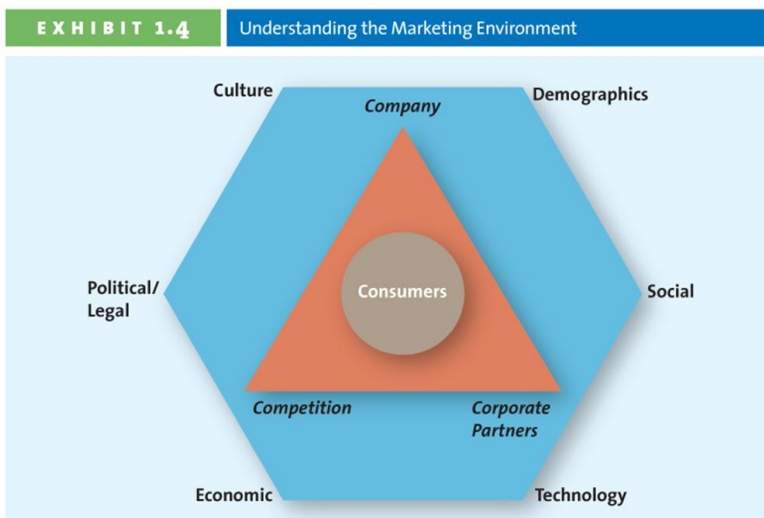 EXHIBIT 1.4
Understanding the Marketing Environment
Culture
Demographics
Company
Political/
Legal
Consumers
Social
Competition
Corporate
Partners
Economic
Technology